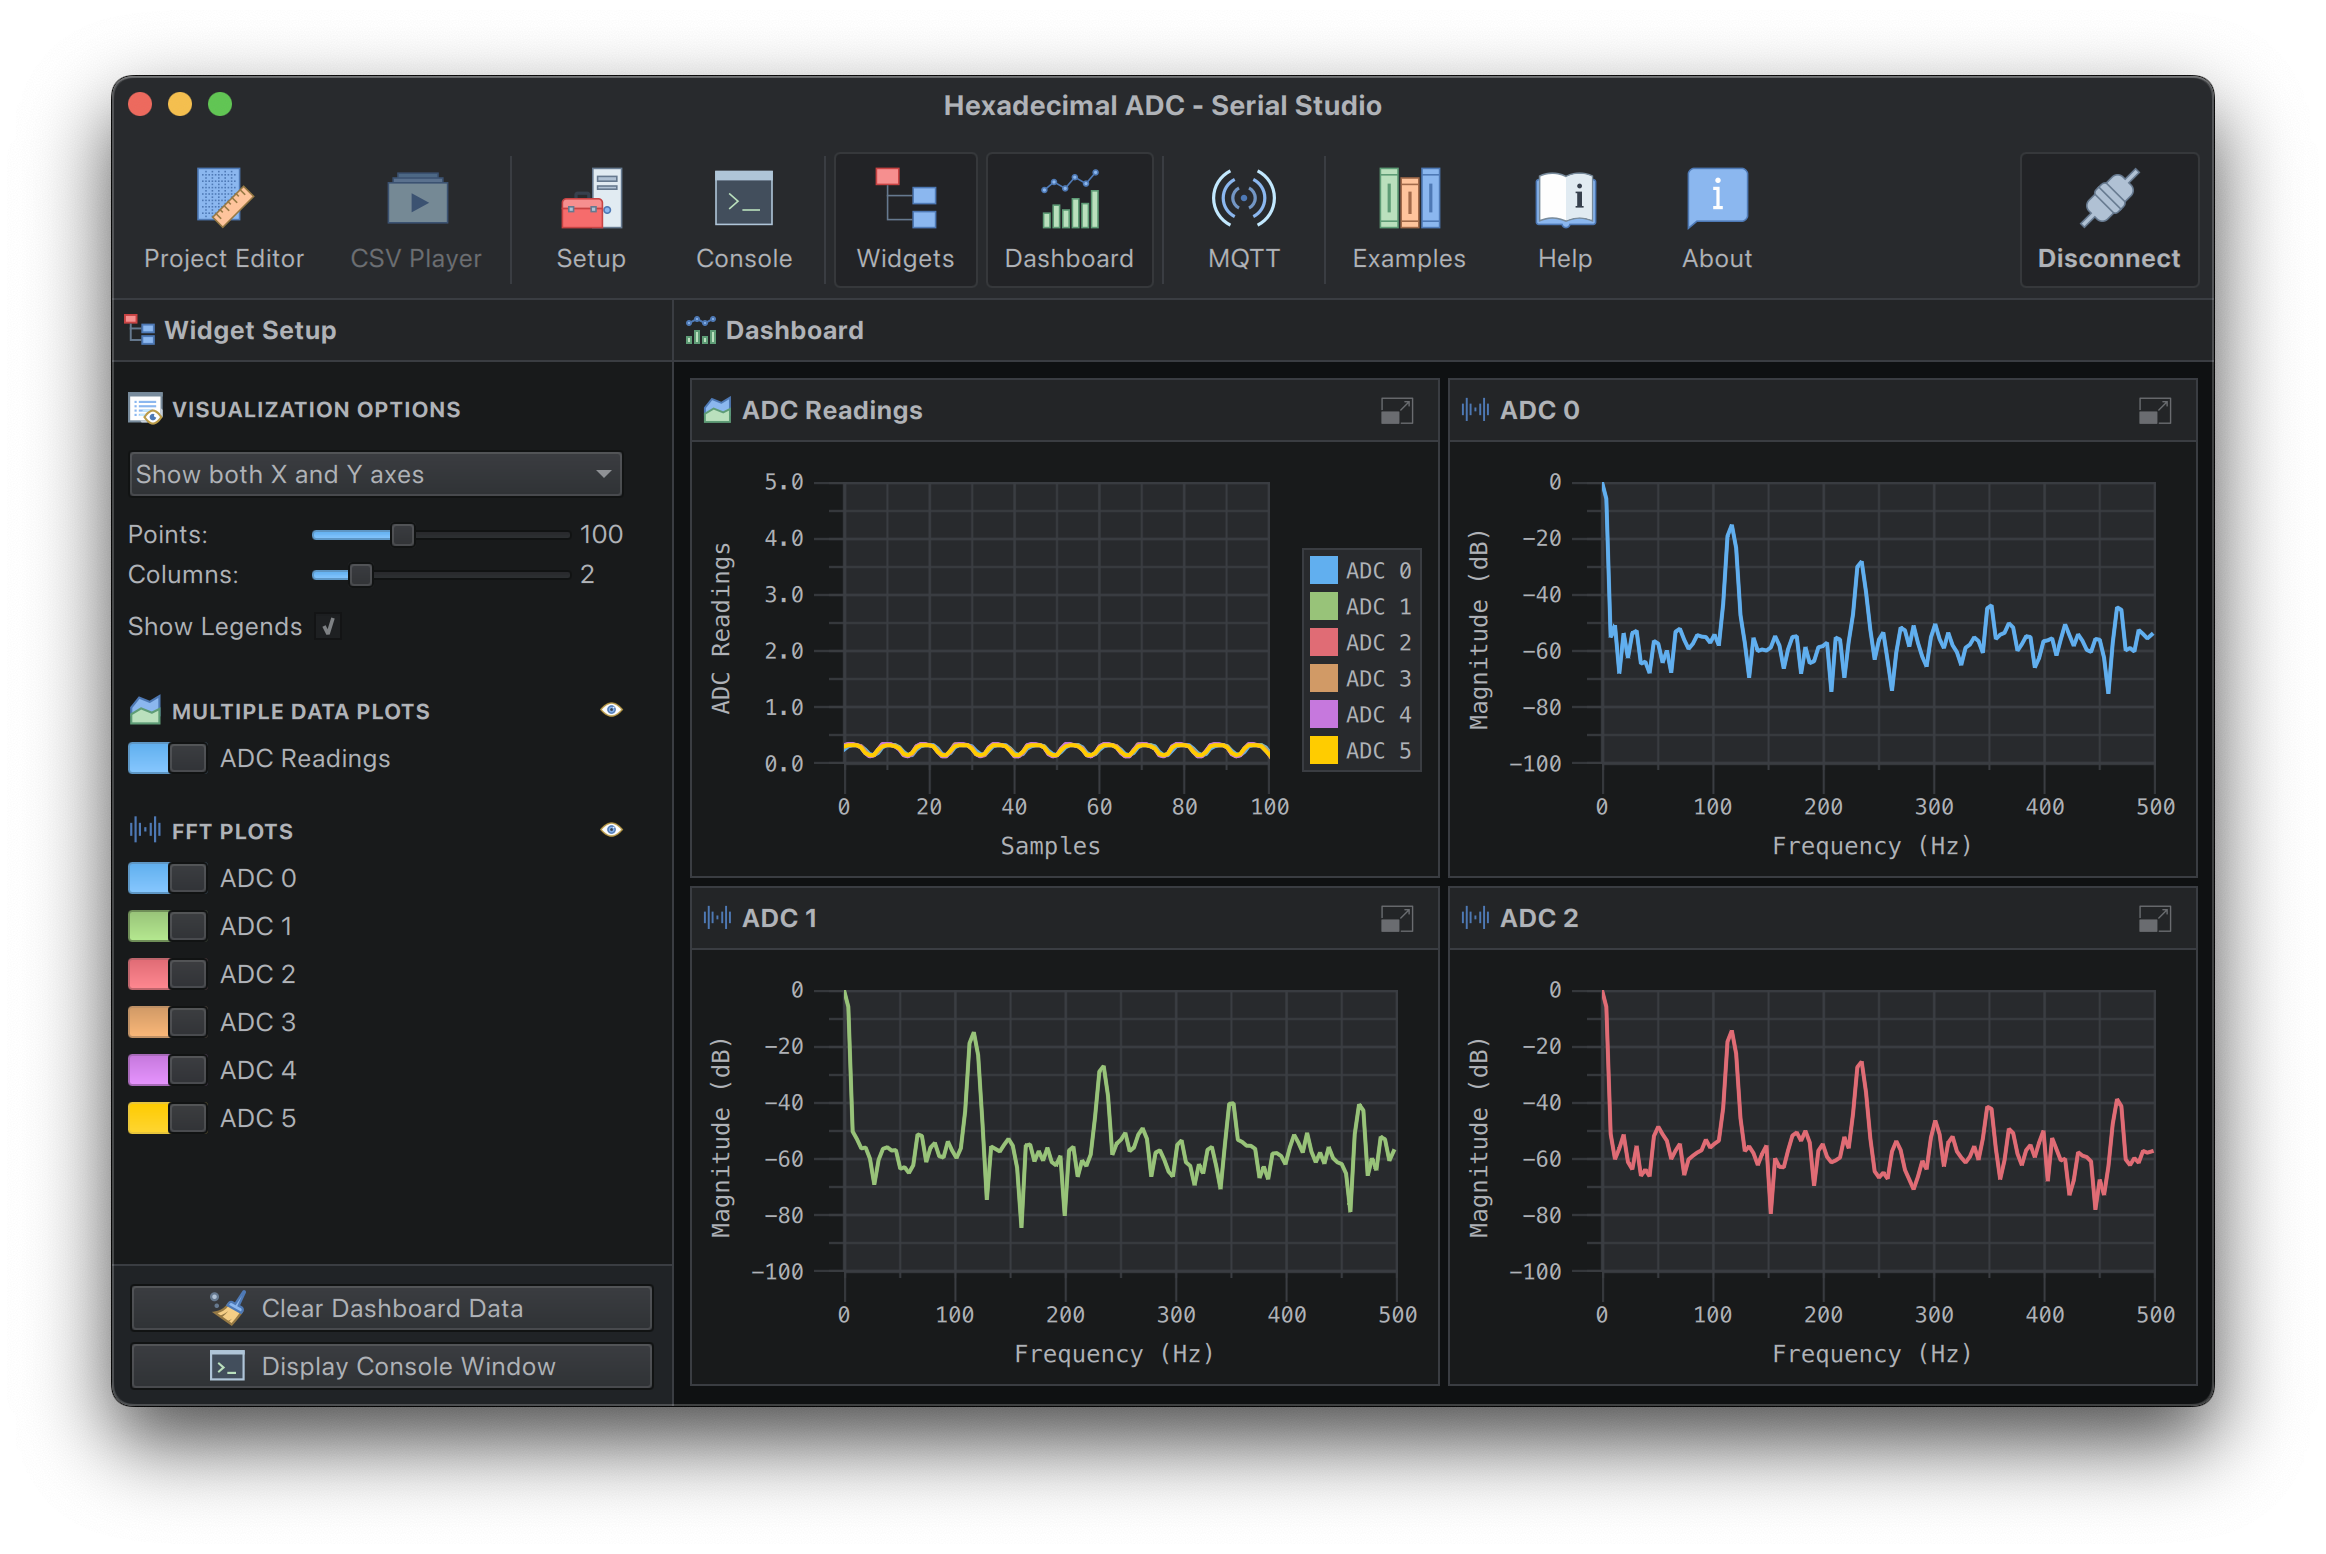 Hexadecimal ADC - Serial Studio
Project Editor
CSV Player
Setup
Console
Widgets
Dashboard
MQTT
Examples
Help
About
Disconnect
Widget Setup
VISUALIZATION OPTIONS
Show both X and Y axes
Points: 100
Columns: 2
Show Legends
MULTIPLE DATA PLOTS
ADC Readings
FFT PLOTS
ADC 0
ADC 1
ADC 2
ADC 3
ADC 4
ADC 5
Clear Dashboard Data
Display Console Window
Dashboard
ADC Readings
ADC Readings
5.0
4.0
3.0
2.0
1.0
0.0
0 20 40 60 80 100
Samples
ADC 0
ADC 1
ADC 2
ADC 3
ADC 4
ADC 5
ADC 0
Magnitude (dB)
0
−20
−40
−60
−80
−100
0 100 200 300 400 500
Frequency (Hz)
ADC 1
Magnitude (dB)
0
−20
−40
−60
−80
−100
0 100 200 300 400 500
Frequency (Hz)
ADC 2
Magnitude (dB)
0
−20
−40
−60
−80
−100
0 100 200 300 400 500
Frequency (Hz)